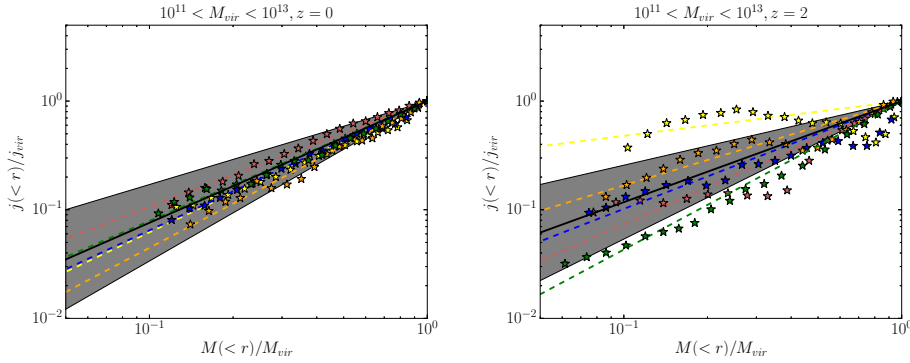 $10^{11} < M_{vir} < 10^{13}, z = 0$
$j(<r)/j_{vir}$
$10^{0}$
$10^{-1}$
$10^{-2}$
$10^{-1}$
$10^{0}$
$M(<r)/M_{vir}$
$10^{11} < M_{vir} < 10^{13}, z = 2$
$j(<r)/j_{vir}$
$10^{0}$
$10^{-1}$
$10^{-2}$
$10^{-1}$
$10^{0}$
$M(<r)/M_{vir}$